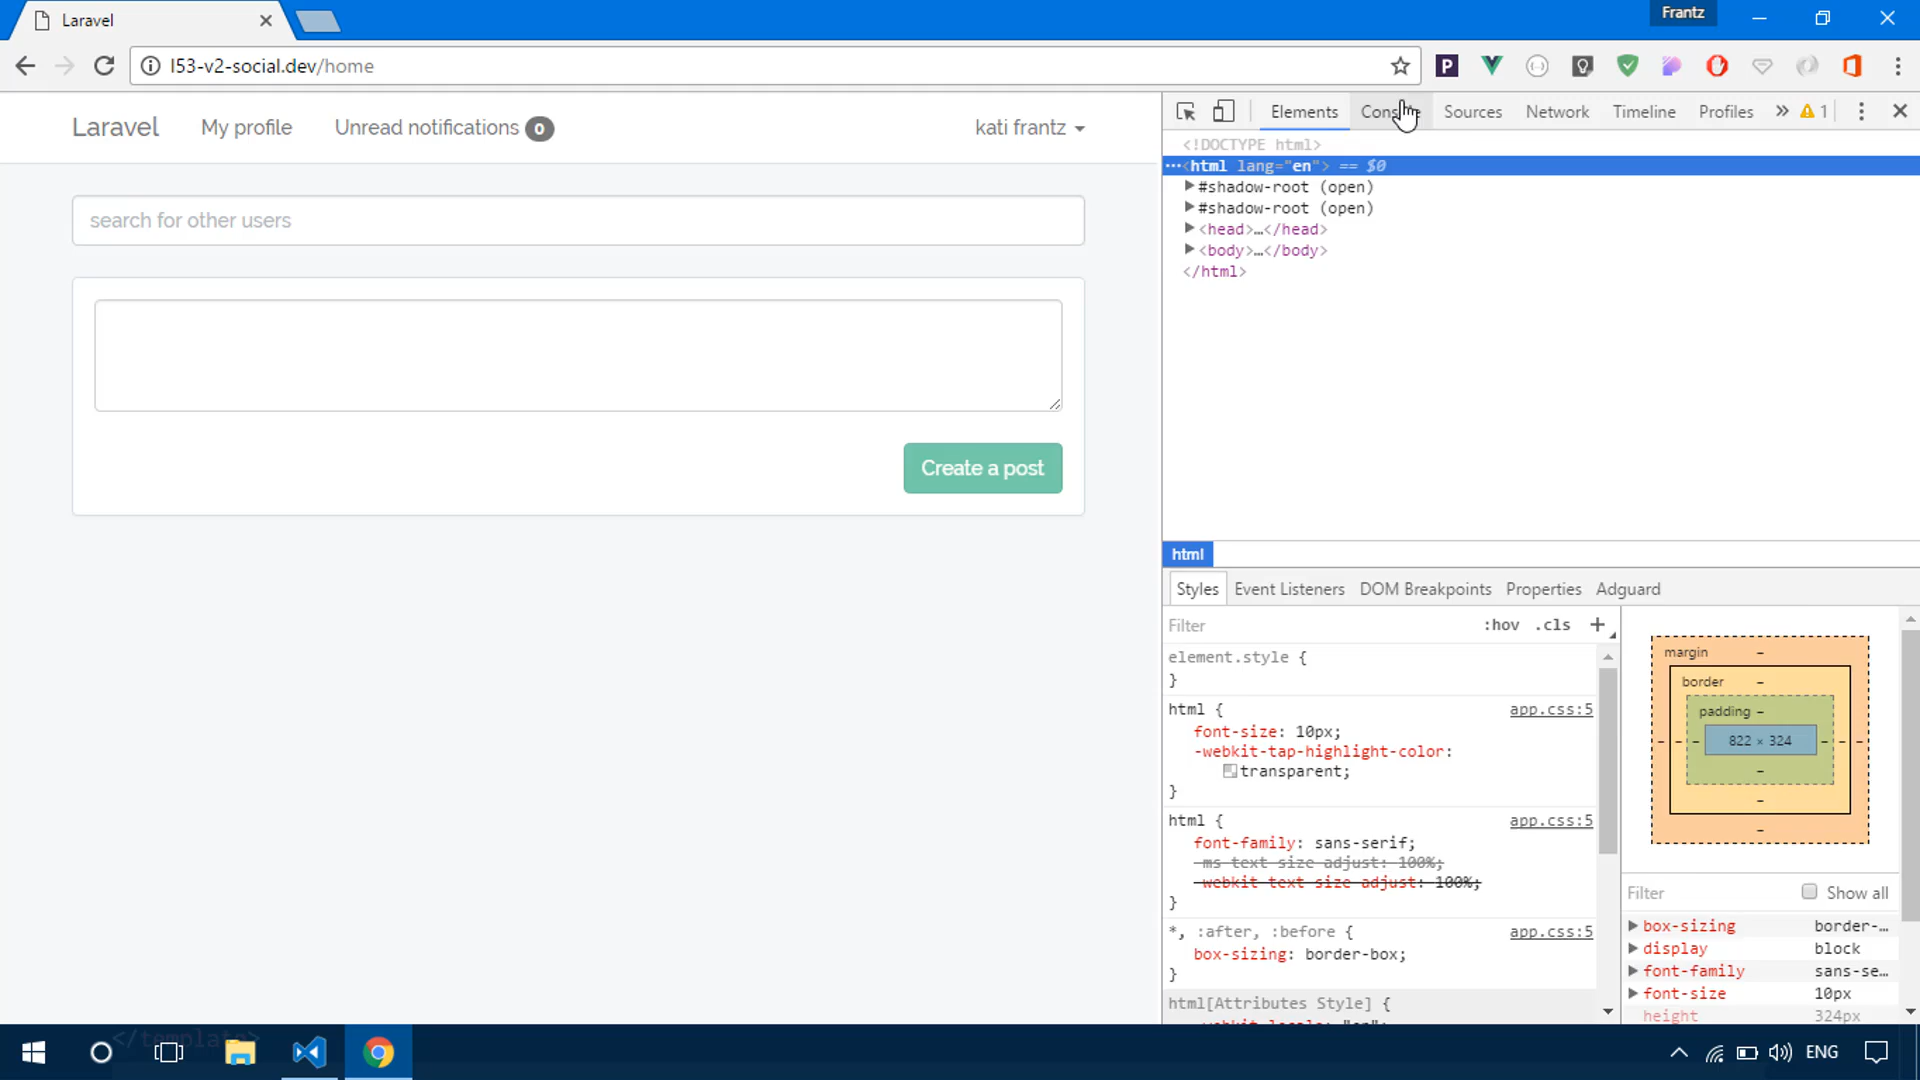 Laravel
Frantz
l53-v2-social.dev/home
P
Laravel My profile Unread notifications 0 kati frantz
search for other users
Create a post
Elements Sources Network Timeline Profiles » 1
<!DOCTYPE html>
···<html lang="en"> == $0
#shadow-root (open)
#shadow-root (open)
<head>…</head>
<body>…</body>
</html>
html
Styles Event Listeners DOM Breakpoints Properties Adguard
Filter :hov .cls +
element.style {
}
html { app.css:5
font-size: 10px;
-webkit-tap-highlight-color:
transparent;
}
html { app.css:5
font-family: sans-serif;
-ms-text-size-adjust: 100%;
-webkit-text-size-adjust: 100%;
}
*, :after, :before { app.css:5
box-sizing: border-box;
}
html[Attributes Style] {
margin –
border –
padding –
– – – 822 × 324 – – –
–
–
–
Filter Show all
box-sizing border-…
display block
font-family sans-se…
font-size 10px
height 324px
</template>
ENG